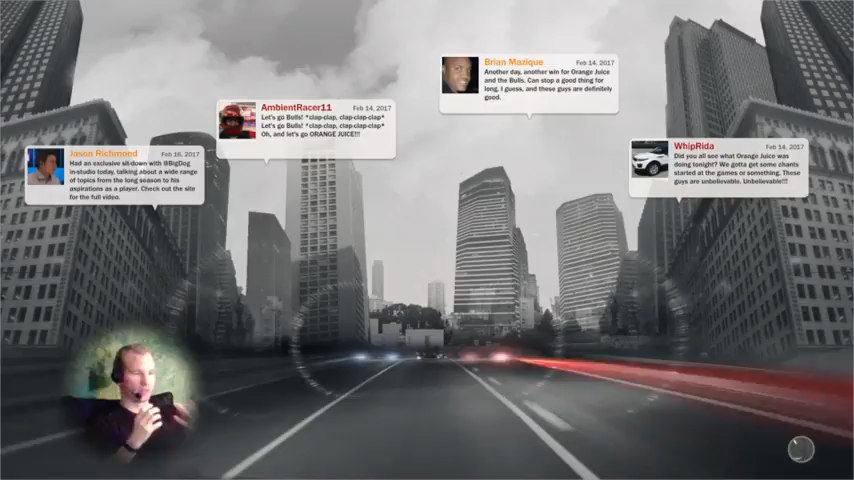 Brian Mazique Feb 14, 2017
Another day, another win for Orange Juice
and the Bulls. Can stop a good thing for
long, I guess, and these guys are definitely
good.
AmbientRacer11 Feb 14, 2017
Let's go Bulls! *clap-clap, clap-clap-clap*
Let's go Bulls! *clap-clap, clap-clap-clap*
Oh, and let's go ORANGE JUICE!!!
WhipRida Feb 14, 2017
Did you all see what Orange Juice was
doing tonight? We gotta get some chants
started at the games or something. These
guys are unbelievable. Unbelievable!!!
Jason Richmond Feb 16, 2017
Had an exclusive sit-down with @BigDog
in-studio today, talking about a wide
range of topics from the long season to his
aspirations as a player. Check out the site
for the full video.